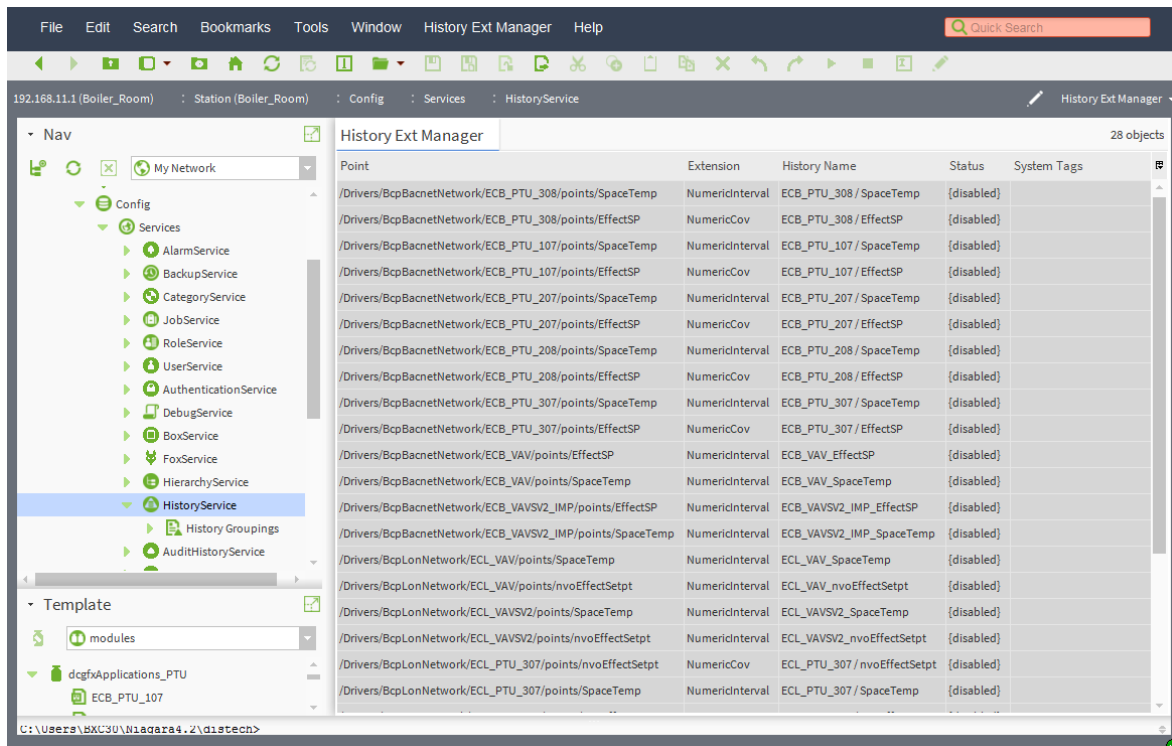 File Edit Search Bookmarks Tools Window History Ext Manager Help Quick Search
192.168.11.1 (Boiler_Room) : Station (Boiler_Room) : Config : Services : HistoryService History Ext Manager
Nav
My Network
Config
Services
AlarmService
BackupService
CategoryService
JobService
RoleService
UserService
AuthenticationService
DebugService
BoxService
FoxService
HierarchyService
HistoryService
History Groupings
AuditHistoryService
Template
modules
dcgfxApplications_PTU
ECB_PTU_107
History Ext Manager 28 objects
Point Extension History Name Status System Tags
/Drivers/BcpBacnetNetwork/ECB_PTU_308/points/SpaceTemp NumericInterval ECB_PTU_308 / SpaceTemp {disabled}
/Drivers/BcpBacnetNetwork/ECB_PTU_308/points/EffectSP NumericCov ECB_PTU_308 / EffectSP {disabled}
/Drivers/BcpBacnetNetwork/ECB_PTU_107/points/SpaceTemp NumericInterval ECB_PTU_107 / SpaceTemp {disabled}
/Drivers/BcpBacnetNetwork/ECB_PTU_107/points/EffectSP NumericCov ECB_PTU_107 / EffectSP {disabled}
/Drivers/BcpBacnetNetwork/ECB_PTU_207/points/SpaceTemp NumericInterval ECB_PTU_207 / SpaceTemp {disabled}
/Drivers/BcpBacnetNetwork/ECB_PTU_207/points/EffectSP NumericCov ECB_PTU_207 / EffectSP {disabled}
/Drivers/BcpBacnetNetwork/ECB_PTU_208/points/SpaceTemp NumericInterval ECB_PTU_208 / SpaceTemp {disabled}
/Drivers/BcpBacnetNetwork/ECB_PTU_208/points/EffectSP NumericCov ECB_PTU_208 / EffectSP {disabled}
/Drivers/BcpBacnetNetwork/ECB_PTU_307/points/SpaceTemp NumericInterval ECB_PTU_307 / SpaceTemp {disabled}
/Drivers/BcpBacnetNetwork/ECB_PTU_307/points/EffectSP NumericCov ECB_PTU_307 / EffectSP {disabled}
/Drivers/BcpBacnetNetwork/ECB_VAV/points/EffectSP NumericInterval ECB_VAV_EffectSP {disabled}
/Drivers/BcpBacnetNetwork/ECB_VAV/points/SpaceTemp NumericInterval ECB_VAV_SpaceTemp {disabled}
/Drivers/BcpBacnetNetwork/ECB_VAVSV2_IMP/points/EffectSP NumericInterval ECB_VAVSV2_IMP_EffectSP {disabled}
/Drivers/BcpBacnetNetwork/ECB_VAVSV2_IMP/points/SpaceTemp NumericInterval ECB_VAVSV2_IMP_SpaceTemp {disabled}
/Drivers/BcpLonNetwork/ECL_VAV/points/SpaceTemp NumericInterval ECL_VAV_SpaceTemp {disabled}
/Drivers/BcpLonNetwork/ECL_VAV/points/nvoEffectSetpt NumericInterval ECL_VAV_nvoEffectSetpt {disabled}
/Drivers/BcpLonNetwork/ECL_VAVSV2/points/SpaceTemp NumericInterval ECL_VAVSV2_SpaceTemp {disabled}
/Drivers/BcpLonNetwork/ECL_VAVSV2/points/nvoEffectSetpt NumericInterval ECL_VAVSV2_nvoEffectSetpt {disabled}
/Drivers/BcpLonNetwork/ECL_PTU_307/points/nvoEffectSetpt NumericCov ECL_PTU_307 / nvoEffectSetpt {disabled}
/Drivers/BcpLonNetwork/ECL_PTU_307/points/SpaceTemp NumericInterval ECL_PTU_307 / SpaceTemp {disabled}
C:\Users\BXC30\Niagara4.2\distech>